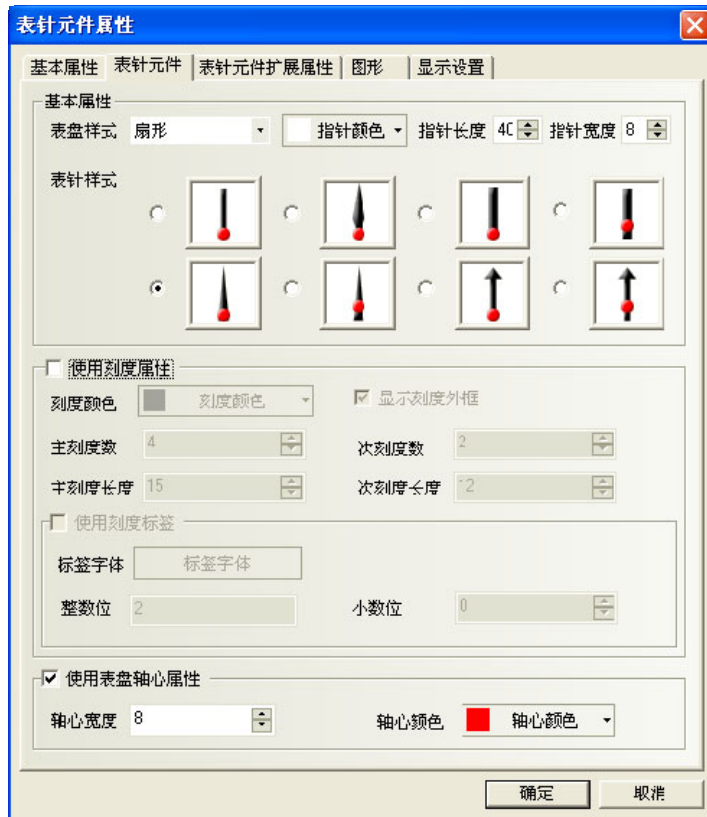 表针元件属性
基本属性 表针元件 表针元件扩展属性 图形 显示设置
基本属性
表盘样式 扇形 指针颜色 指针长度 40 指针宽度 8
表针样式
使用刻度属性
刻度颜色 刻度颜色 显示刻度外框
主刻度数 4 次刻度数 2
主刻度长度 15 次刻度长度 12
使用刻度标签
标签字体 标签字体
整数位 2 小数位 0
使用表盘轴心属性
轴心宽度 8 轴心颜色 轴心颜色
确定 取消